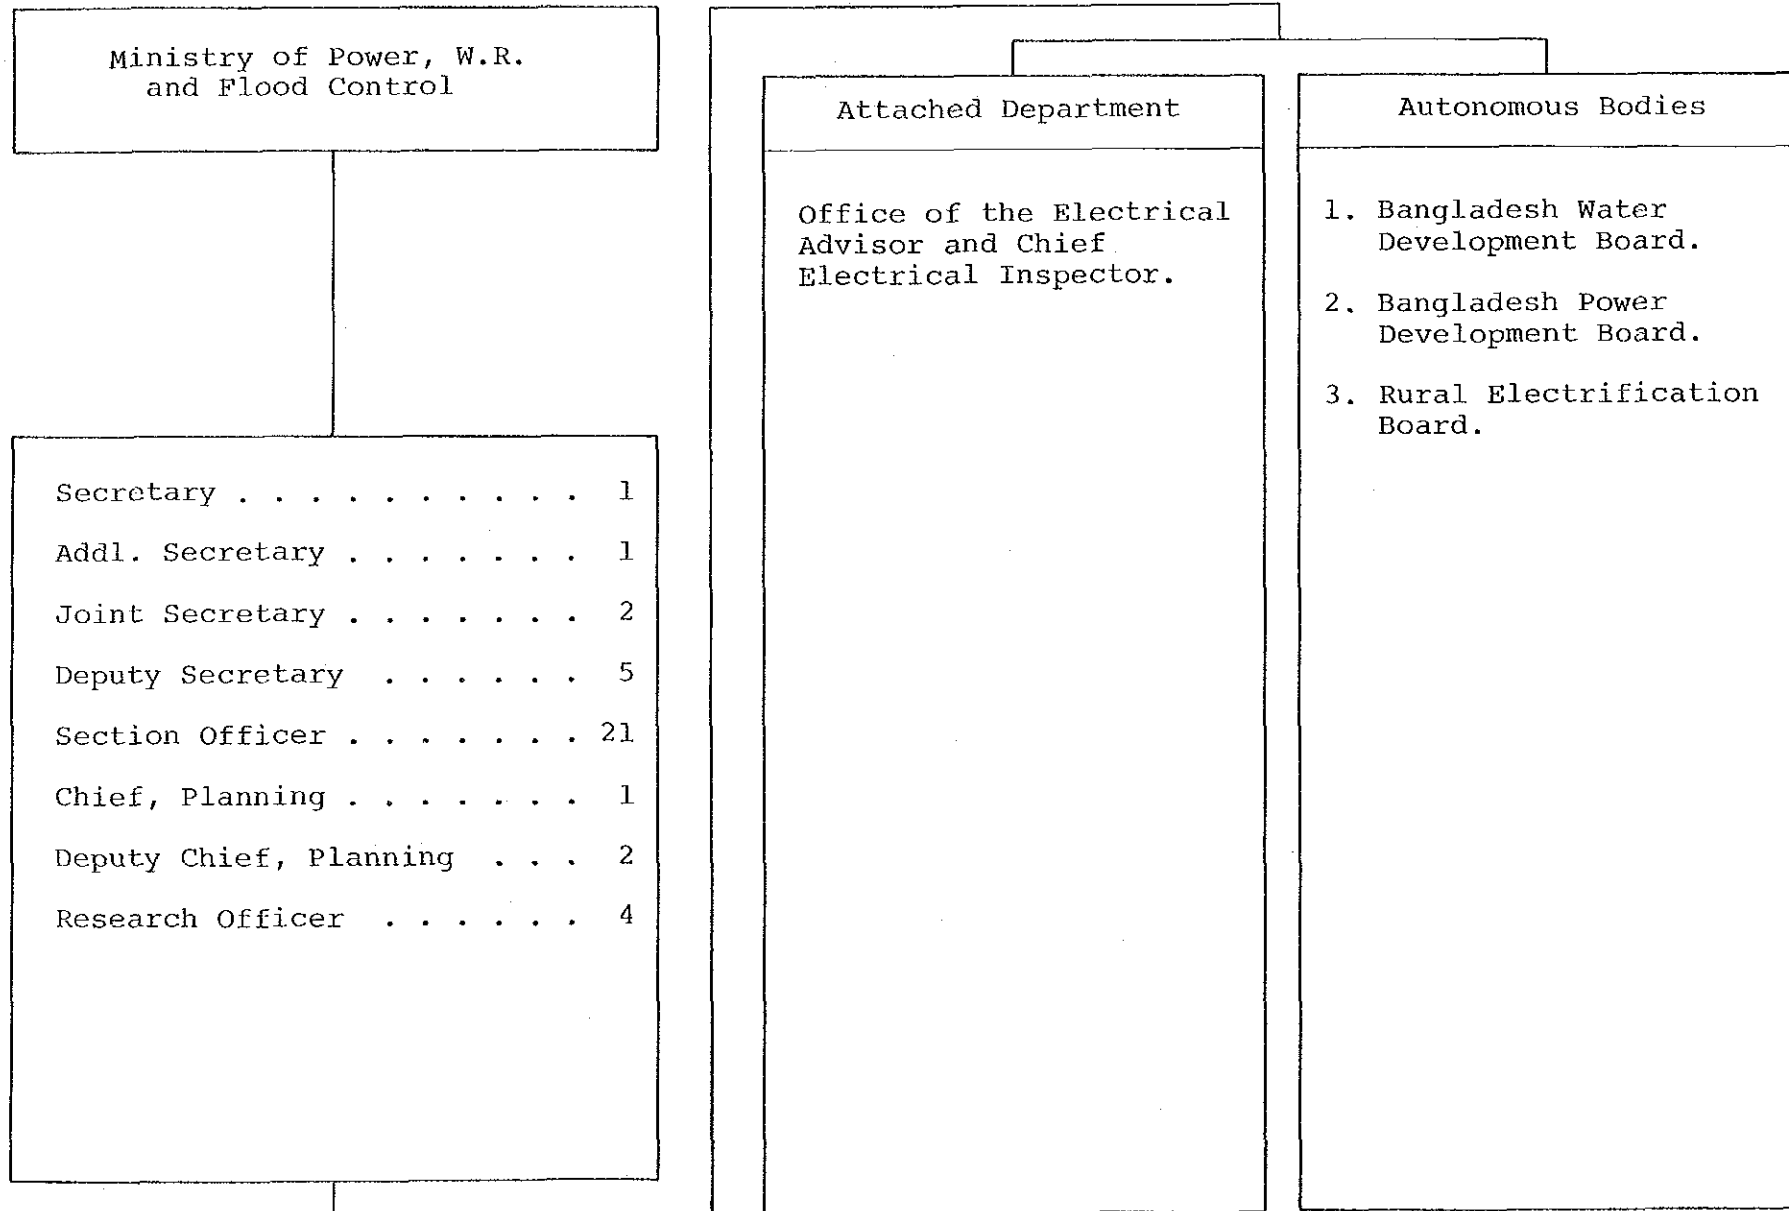 Ministry of Power, W.R.
and Flood Control
Secretary . . . . . . . . . . 1
Addl. Secretary . . . . . . . 1
Joint Secretary . . . . . . . 2
Deputy Secretary . . . . . . 5
Section Officer . . . . . . . 21
Chief, Planning . . . . . . . 1
Deputy Chief, Planning . . . 2
Research Officer . . . . . . 4
Attached Department
Office of the Electrical
Advisor and Chief
Electrical Inspector.
Autonomous Bodies
1. Bangladesh Water
Development Board.
2. Bangladesh Power
Development Board.
3. Rural Electrification
Board.